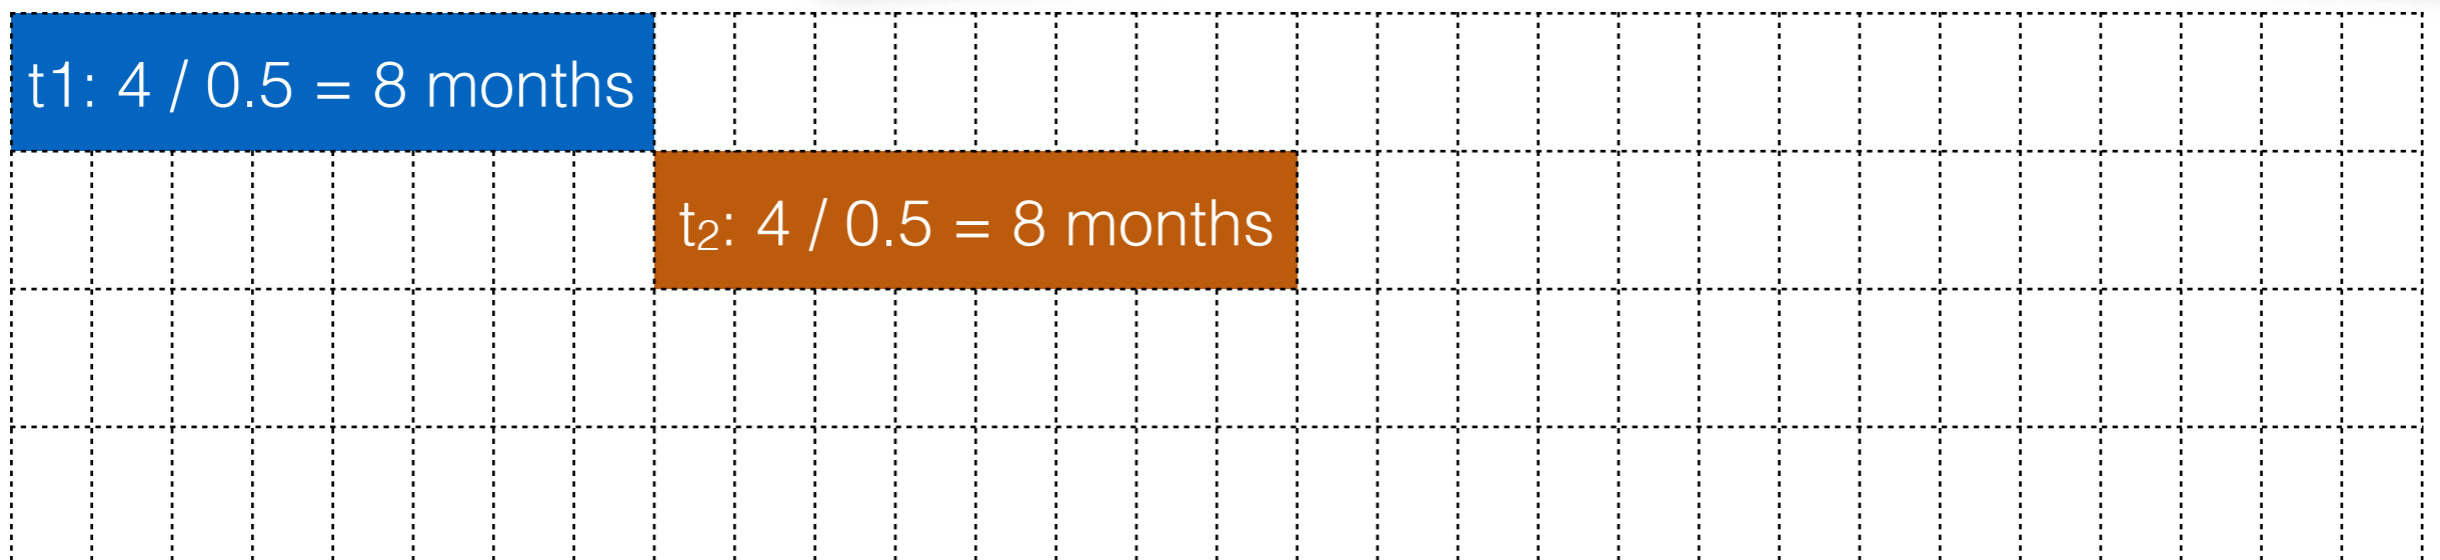 t1: 4 / 0.5 = 8 months
t₂: 4 / 0.5 = 8 months